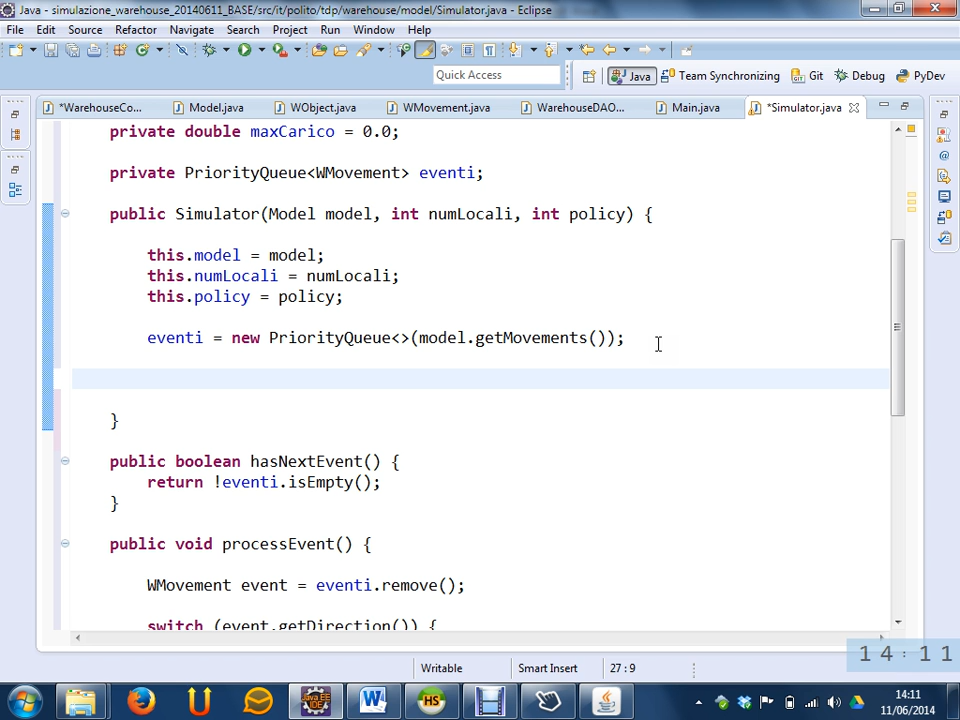 Java - simulazione_warehouse_20140611_BASE/src/it/polito/tdp/warehouse/model/Simulator.java - Eclipse
File Edit Source Refactor Navigate Search Project Run Window Help
Quick Access
Java Team Synchronizing Git Debug PyDev
*WarehouseCo... Model.java WObject.java WMovement.java WarehouseDAO... Main.java *Simulator.java
private double maxCarico = 0.0;
private PriorityQueue<WMovement> eventi;
public Simulator(Model model, int numLocali, int policy) {
this.model = model;
this.numLocali = numLocali;
this.policy = policy;
eventi = new PriorityQueue<>(model.getMovements());
}
public boolean hasNextEvent() {
return !eventi.isEmpty();
}
public void processEvent() {
WMovement event = eventi.remove();
switch (event.getDirection()) {
Writable Smart Insert 27 : 9
14:11
14:11
11/06/2014
Java EE
IDE
W
HS